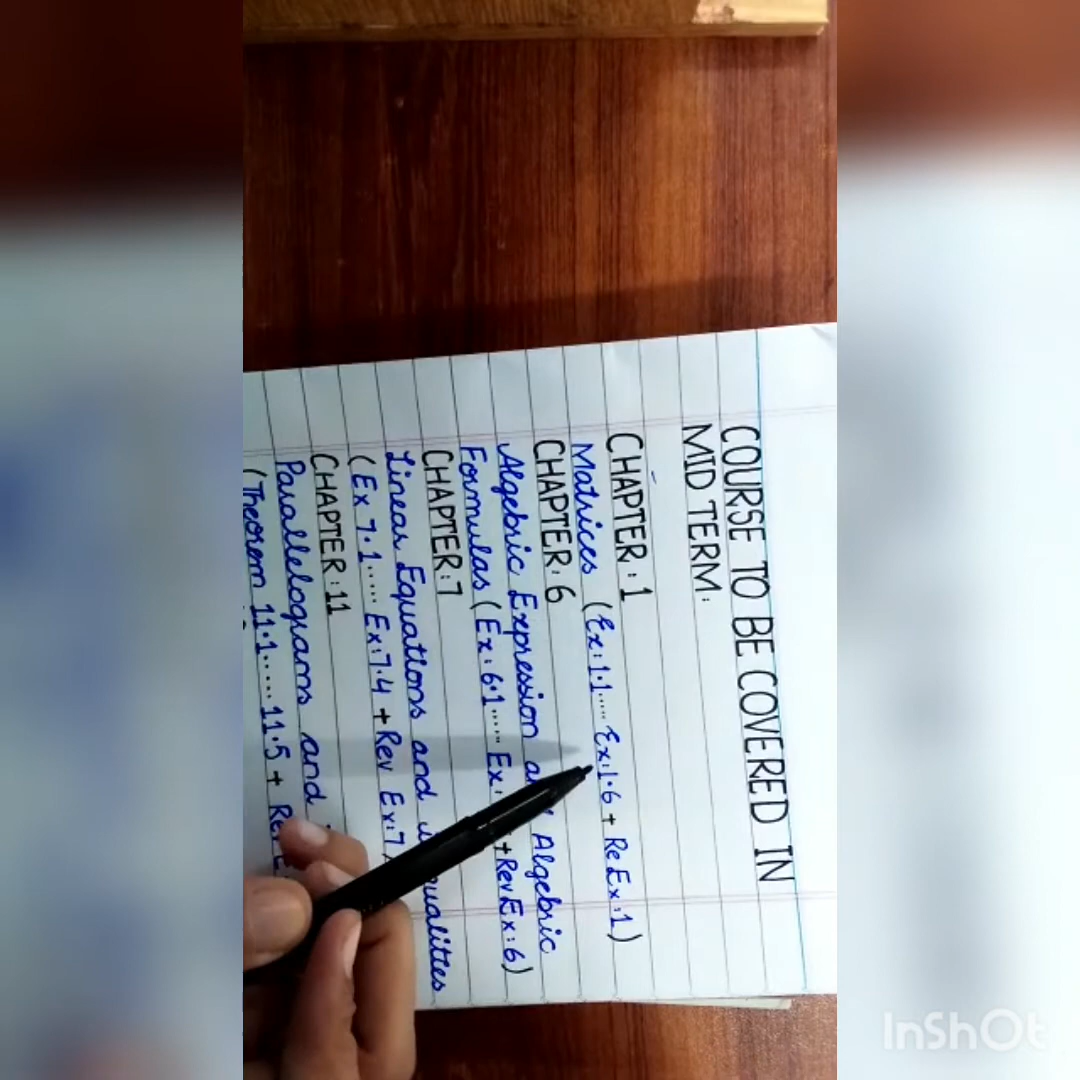 COURSE TO BE COVERED IN
MID TERM:
CHAPTER:1
Matrices (Ex:1.1..... Ex:1.6 + Re Ex:1)
CHAPTER:6
Algebric Expression Algebric
Formulas (Ex:6.1..... Ex: +Rev Ex:6)
CHAPTER:7
Linear Equations and
(Ex 7.1..... Ex:7.4 + Rev Ex:7)
CHAPTER:11
Parallelograms and
(Theorem 11.1..... 11.5 +
InShOt